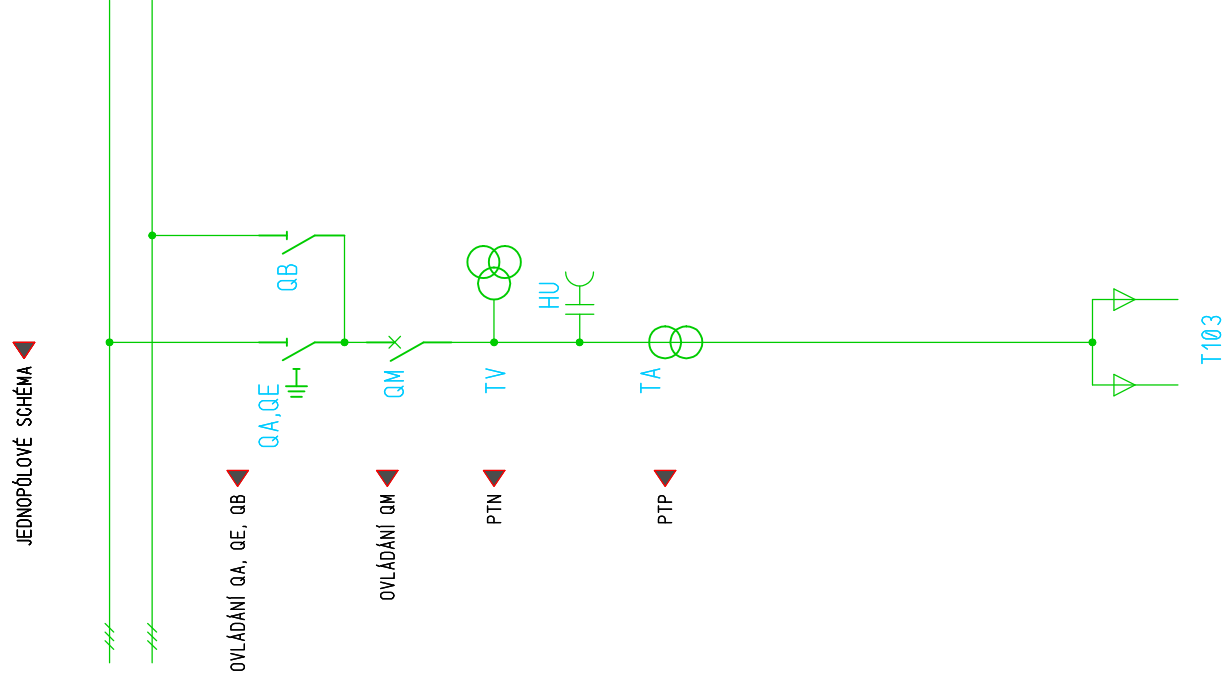 JEDNOPÓLOVÉ SCHÉMA
QB
QA,QE
QM
TV
HU
TA
T103
OVLÁDÁNÍ QA, QE, QB
OVLÁDÁNÍ QM
PTN
PTP